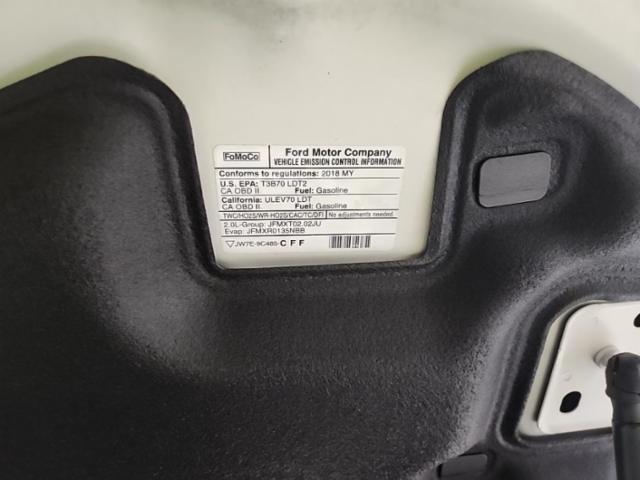 FoMoCo
Ford Motor Company
VEHICLE EMISSION CONTROL INFORMATION
Conforms to regulations: 2018 MY
U.S. EPA: T3B70 LDT2
CA OBD II Fuel: Gasoline
California: ULEV70 LDT
CA OBD II Fuel: Gasoline
TWC/HO2S/WR-HO2S/CAC/TC/DFI No adjustments needed.
2.0L-Group: JFMXT02.02JU
Evap: JFMXR0135NBB
JW7E-9C485-CFF